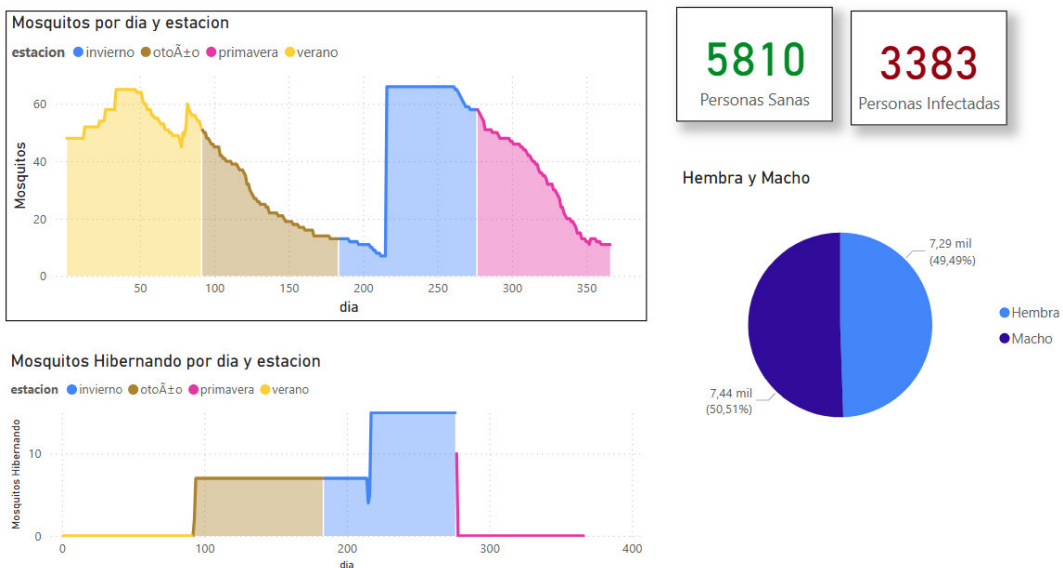 Mosquitos por dia y estacion
estacion invierno otoÃ±o primavera verano
Mosquitos
60
40
20
0
50 100 150 200 250 300 350
dia
5810
Personas Sanas
3383
Personas Infectadas
Hembra y Macho
7,29 mil
(49,49%)
Hembra
Macho
7,44 mil
(50,51%)
Mosquitos Hibernando por dia y estacion
estacion invierno otoÃ±o primavera verano
Mosquitos Hibernando
10
0
0 100 200 300 400
dia